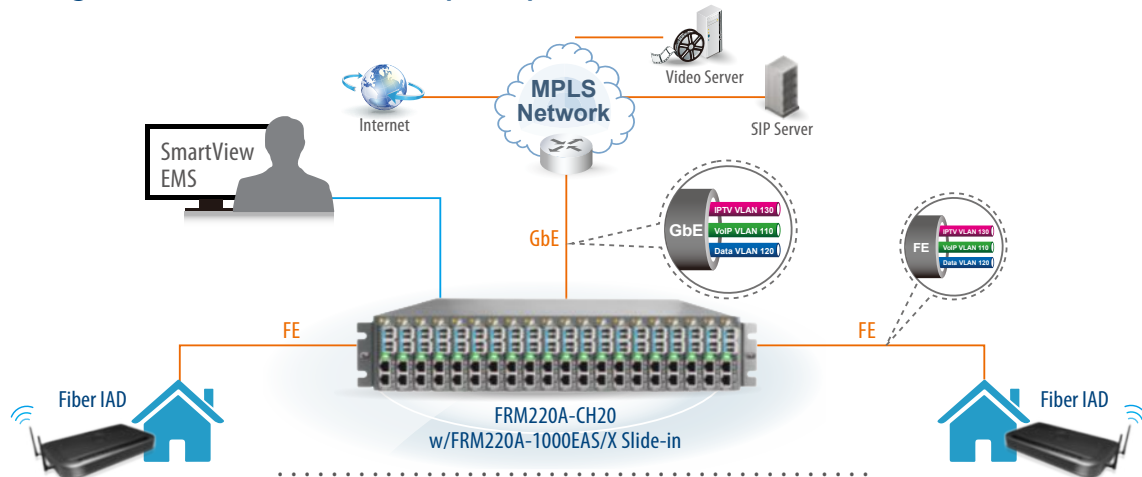 Video Server
MPLS
Network
Internet
SIP Server
SmartView
EMS
GbE
GbE
IPTV VLAN 130
VoIP VLAN 110
Data VLAN 120
FE
IPTV VLAN 130
VoIP VLAN 110
Data VLAN 120
FE
FE
Fiber IAD
Fiber IAD
FRM220A-CH20
w/FRM220A-1000EAS/X Slide-in